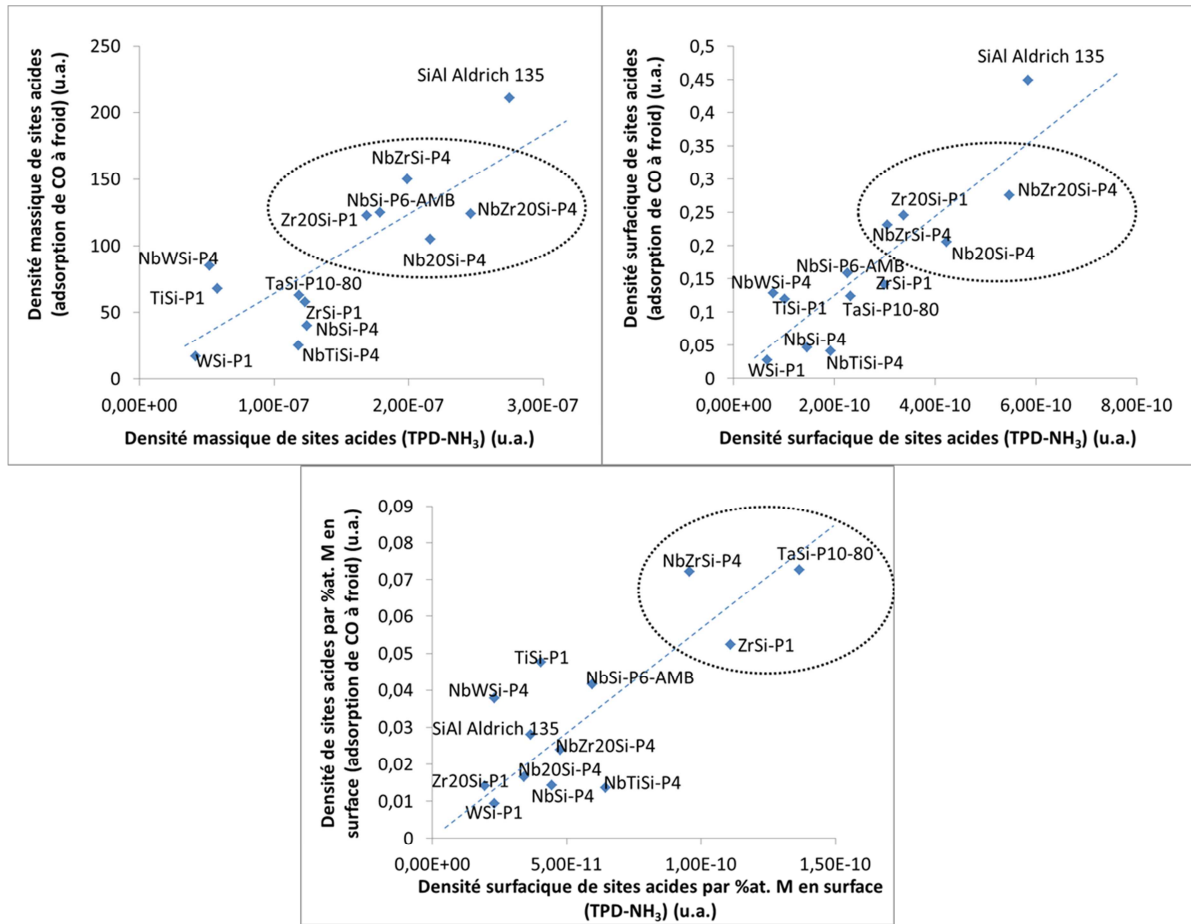 Densité massique de sites acides
(adsorption de CO à froid) (u.a.)
250
200
150
100
50
0
SiAl Aldrich 135
NbZrSi-P4
NbSi-P6-AMB
Zr20Si-P1
NbZr20Si-P4
Nb20Si-P4
NbWSi-P4
TiSi-P1
TaSi-P10-80
ZrSi-P1
NbSi-P4
NbTiSi-P4
WSi-P1
0,00E+00 1,00E-07 2,00E-07 3,00E-07
Densité massique de sites acides (TPD-NH₃) (u.a.)
Densité surfacique de sites acides
(adsorption de CO à froid) (u.a.)
0,5
0,45
0,4
0,35
0,3
0,25
0,2
0,15
0,1
0,05
0
SiAl Aldrich 135
Zr20Si-P1
NbZr20Si-P4
NbZrSi-P4
Nb20Si-P4
NbSi-P6-AMB
ZrSi-P1
NbWSi-P4
TiSi-P1
TaSi-P10-80
NbSi-P4
NbTiSi-P4
WSi-P1
0,00E+00 2,00E-10 4,00E-10 6,00E-10 8,00E-10
Densité surfacique de sites acides (TPD-NH₃) (u.a.)
Densité de sites acides par %at. M en
surface (adsorption de CO à froid) (u.a.)
0,09
0,08
0,07
0,06
0,05
0,04
0,03
0,02
0,01
0
NbZrSi-P4
TaSi-P10-80
ZrSi-P1
TiSi-P1
NbSi-P6-AMB
NbWSi-P4
SiAl Aldrich 135
NbZr20Si-P4
Nb20Si-P4
Zr20Si-P1
NbSi-P4
NbTiSi-P4
WSi-P1
0,00E+00 5,00E-11 1,00E-10 1,50E-10
Densité surfacique de sites acides par %at. M en surface
(TPD-NH₃) (u.a.)